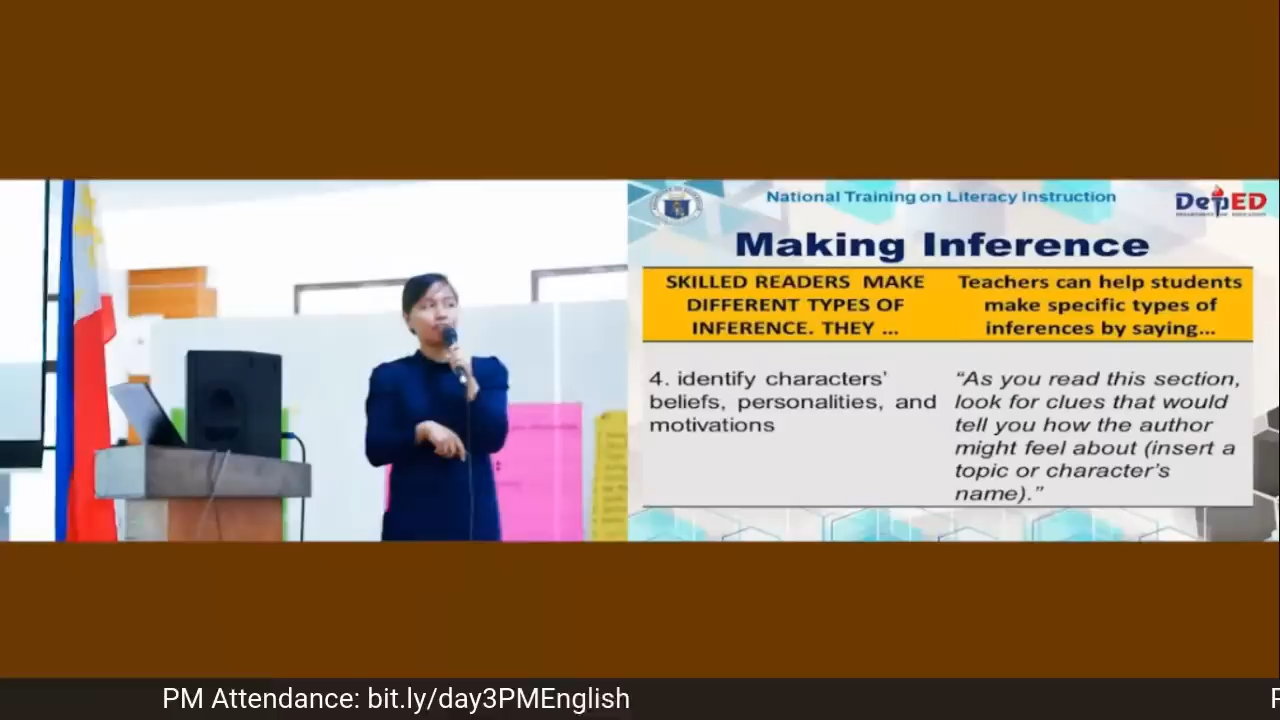 National Training on Literacy Instruction
DepED
Making Inference
SKILLED READERS MAKE
DIFFERENT TYPES OF
INFERENCE. THEY ...
Teachers can help students
make specific types of
inferences by saying...
4. identify characters'
beliefs, personalities, and
motivations
“As you read this section,
look for clues that would
tell you how the author
might feel about (insert a
topic or character's
name).”
PM Attendance: bit.ly/day3PMEnglish